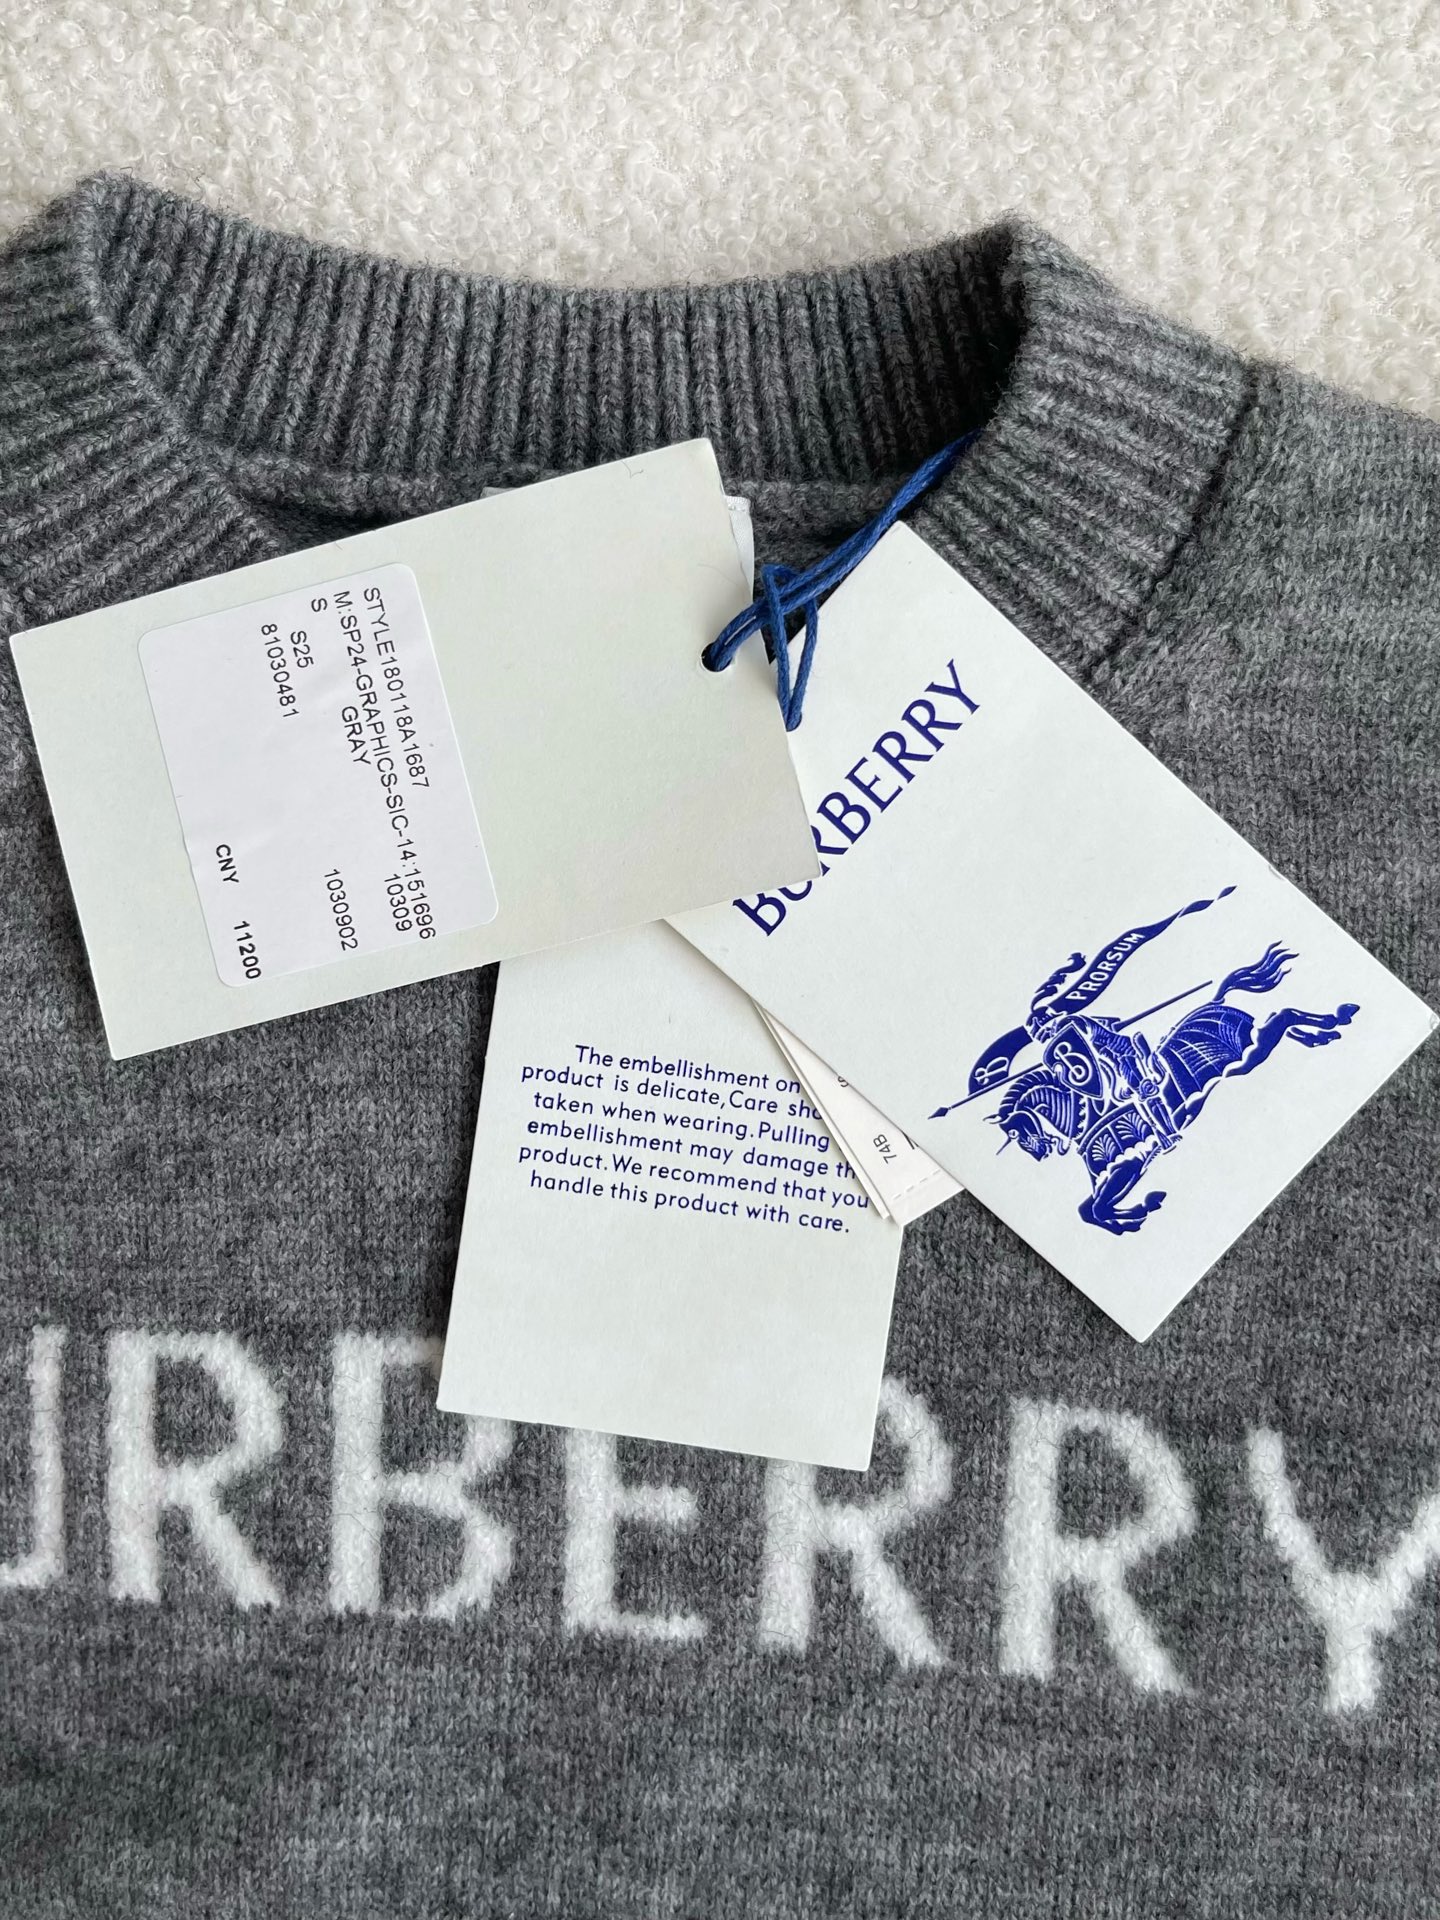 STYLE180118A1687
M:SP24-GRAPHICS-SIC-14:151696
S GRAY 10309
S25 1030902
81030481
CNY 11200
BURBERRY
PRORSUM
B
B
The embellishment on
product is delicate,Care
taken when wearing.Pulling
embellishment may damage
product.We recommend that you
handle this product with care.
74B
URBERRY